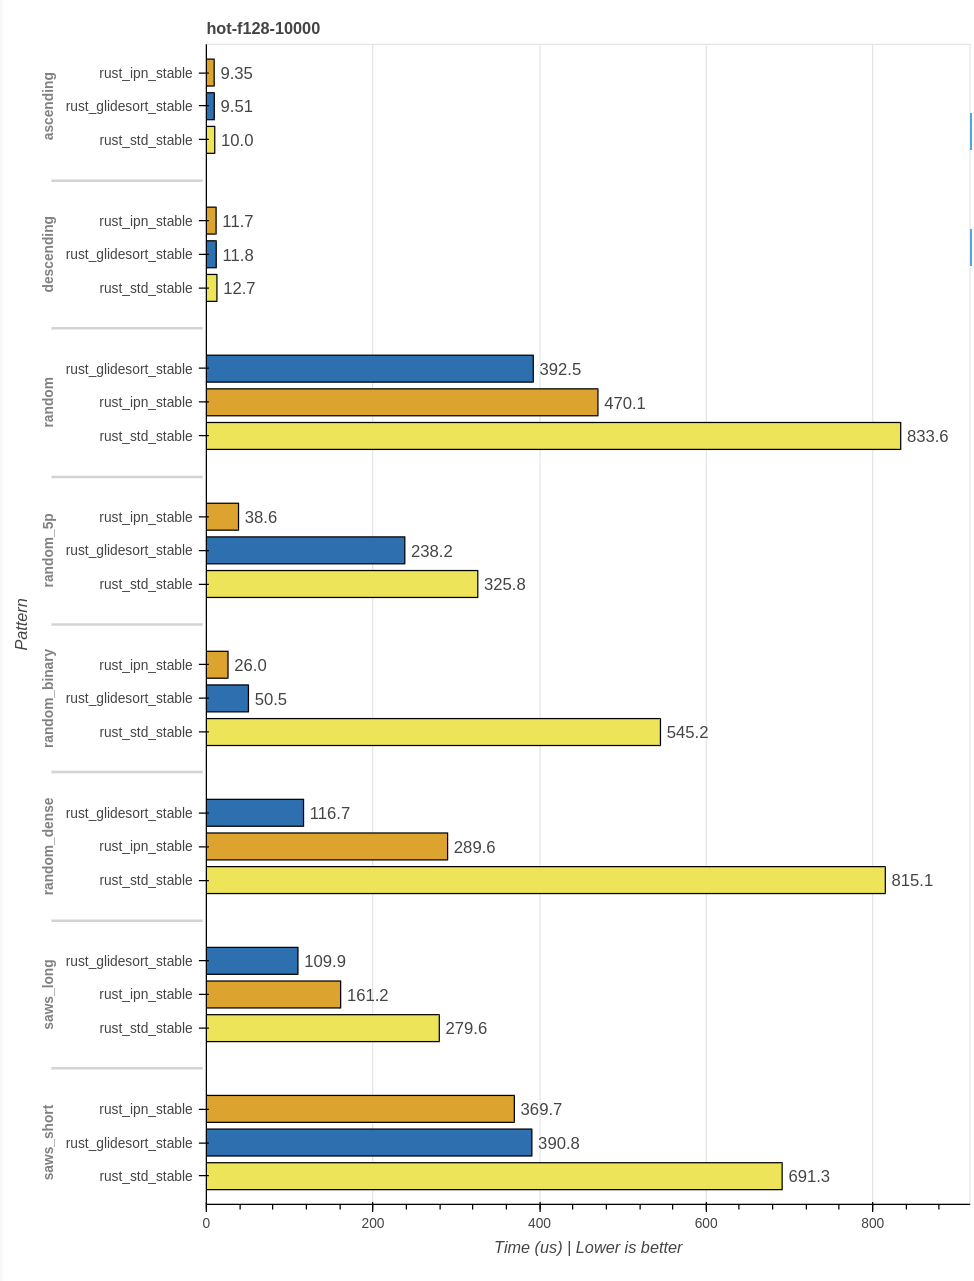 hot-f128-10000
Pattern
ascending
rust_ipn_stable 9.35
rust_glidesort_stable 9.51
rust_std_stable 10.0
descending
rust_ipn_stable 11.7
rust_glidesort_stable 11.8
rust_std_stable 12.7
random
rust_glidesort_stable 392.5
rust_ipn_stable 470.1
rust_std_stable 833.6
random_5p
rust_ipn_stable 38.6
rust_glidesort_stable 238.2
rust_std_stable 325.8
random_binary
rust_ipn_stable 26.0
rust_glidesort_stable 50.5
rust_std_stable 545.2
random_dense
rust_glidesort_stable 116.7
rust_ipn_stable 289.6
rust_std_stable 815.1
saws_long
rust_glidesort_stable 109.9
rust_ipn_stable 161.2
rust_std_stable 279.6
saws_short
rust_ipn_stable 369.7
rust_glidesort_stable 390.8
rust_std_stable 691.3
0 200 400 600 800
Time (us) | Lower is better